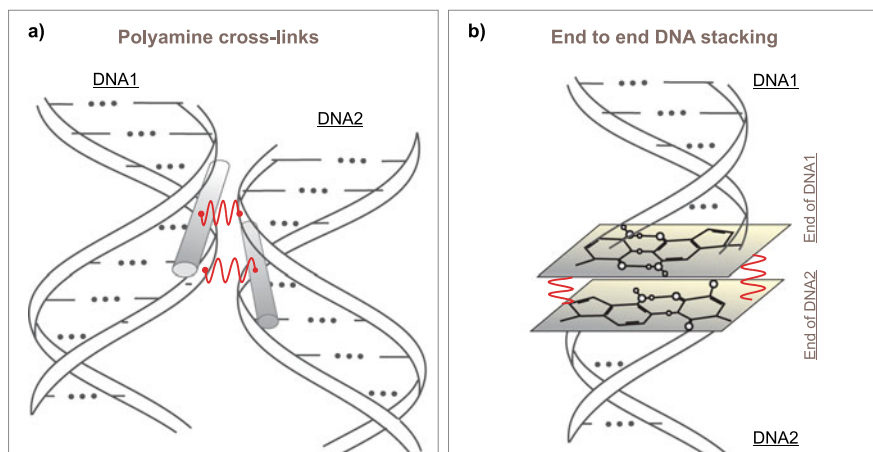 a)
Polyamine cross-links
DNA1
DNA2
b)
End to end DNA stacking
DNA1
End of DNA1
End of DNA2
DNA2